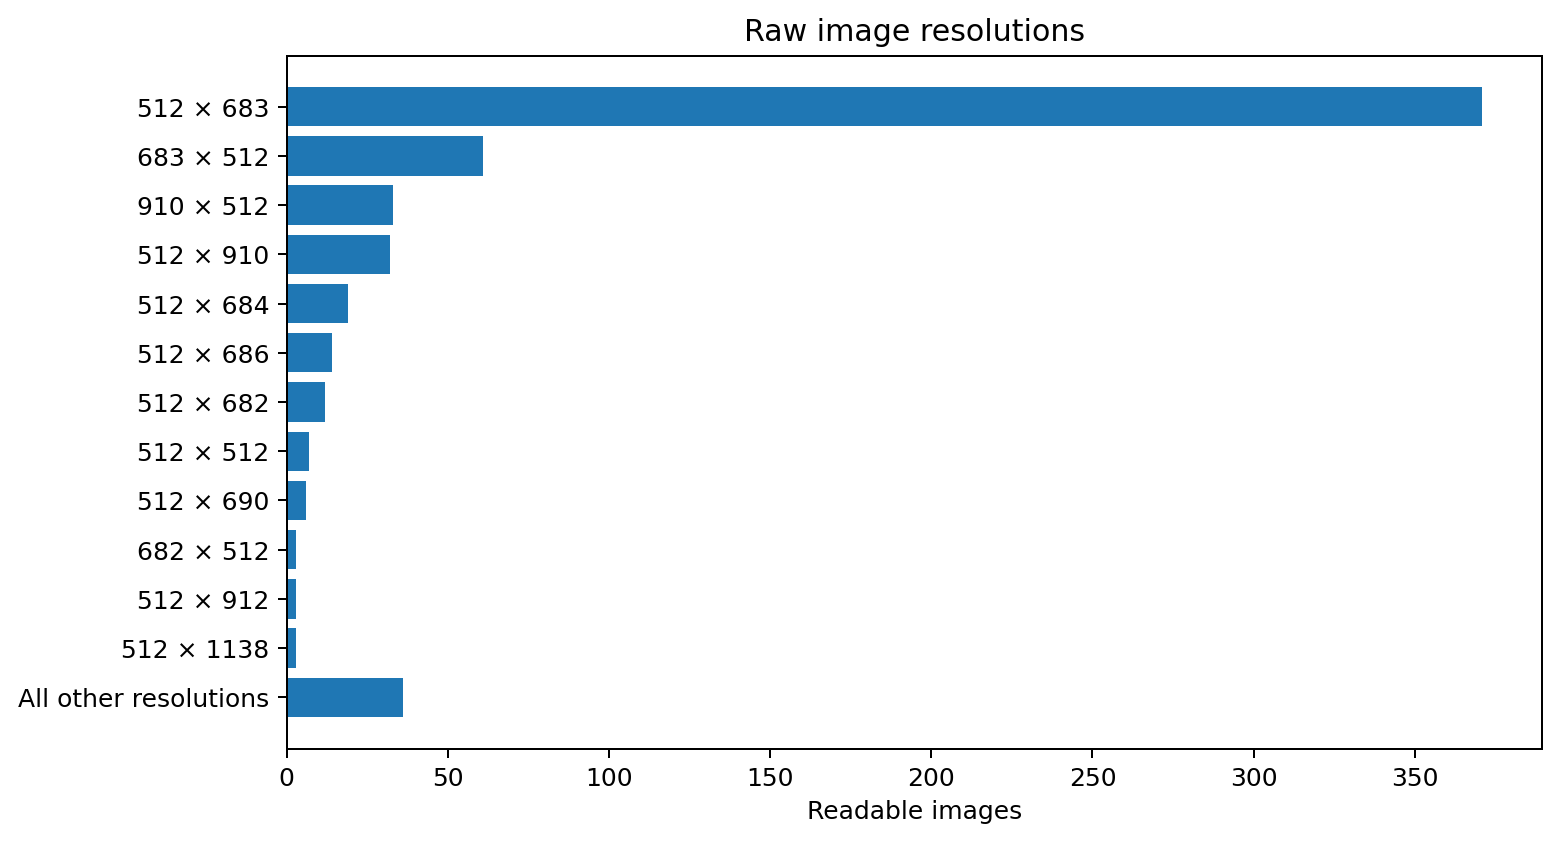 Raw image resolutions
512 × 683
683 × 512
910 × 512
512 × 910
512 × 684
512 × 686
512 × 682
512 × 512
512 × 690
682 × 512
512 × 912
512 × 1138
All other resolutions
0 50 100 150 200 250 300 350
Readable images